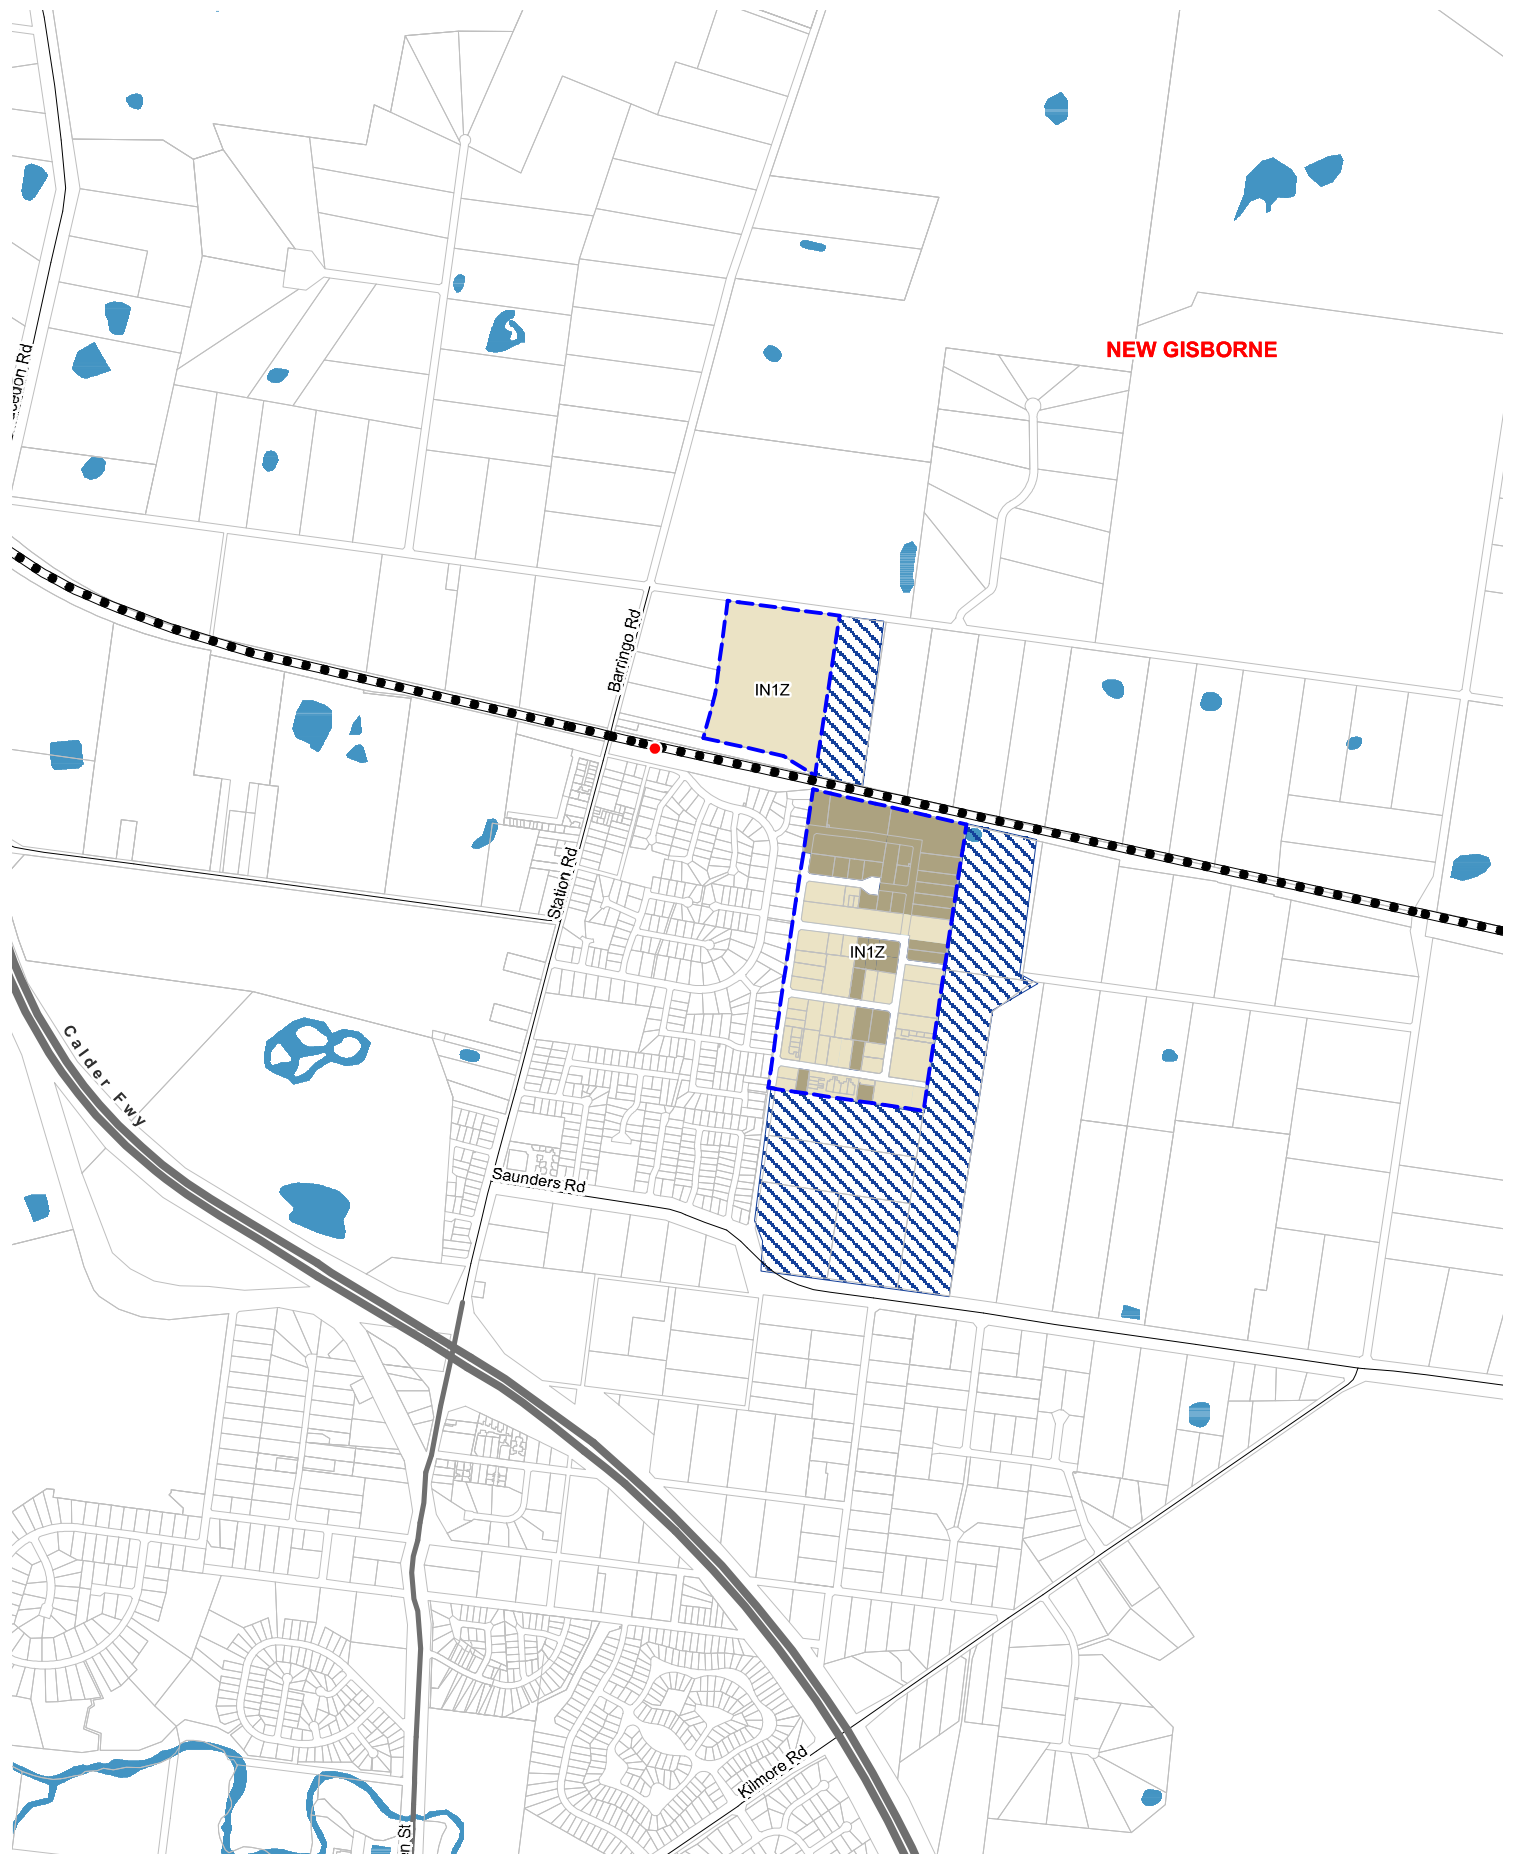 NEW GISBORNE
Barringo Rd
IN1Z
Station Rd
IN1Z
Calder Fwy
Saunders Rd
Kilmore Rd